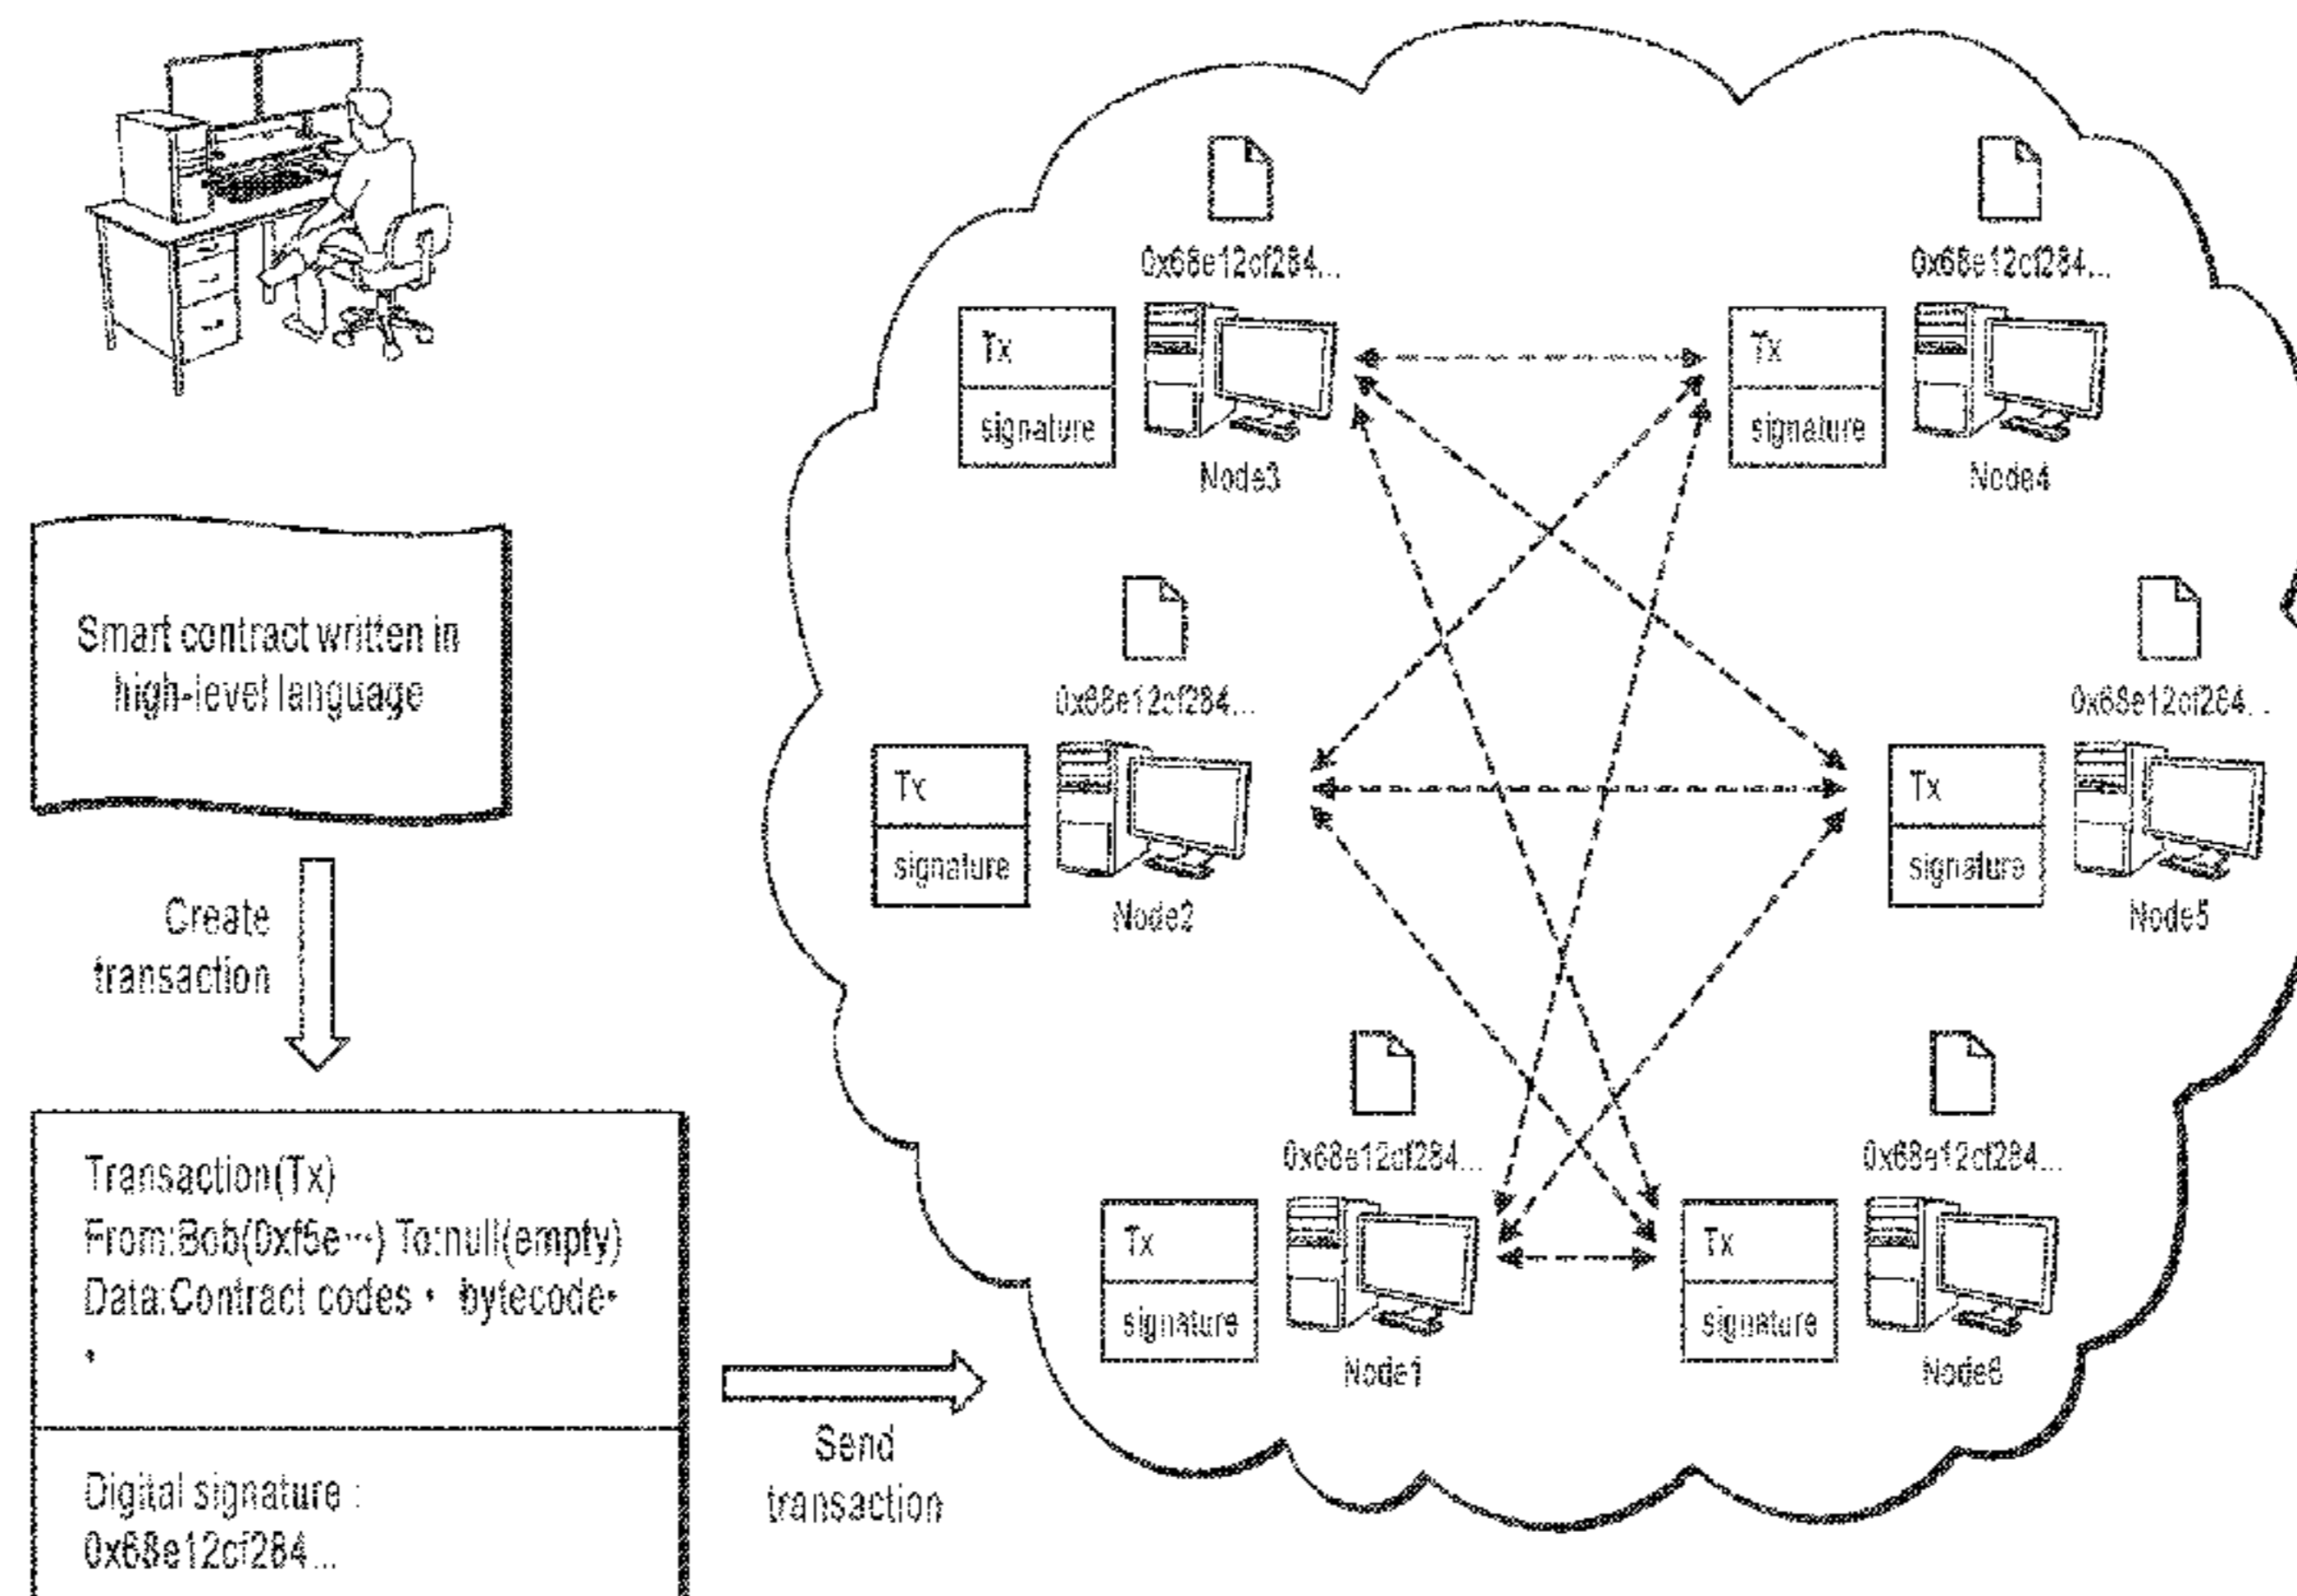 Smart contract written in
high-level language
Create
transaction
Transaction(Tx)
From:Bob(0xf5e···) To:null(empty)
Data:Contract codes • bytecode•
•
Digital signature :
0x68e12cf284...
Send
transaction
0x68e12cf284...
Tx
signature
Node3
0x68e12cf284...
Tx
signature
Node4
0x68e12cf284...
Tx
signature
Node2
0x68e12cf284...
Tx
signature
Node5
0x68e12cf284...
Tx
signature
Node1
0x68e12cf284...
Tx
signature
Node6